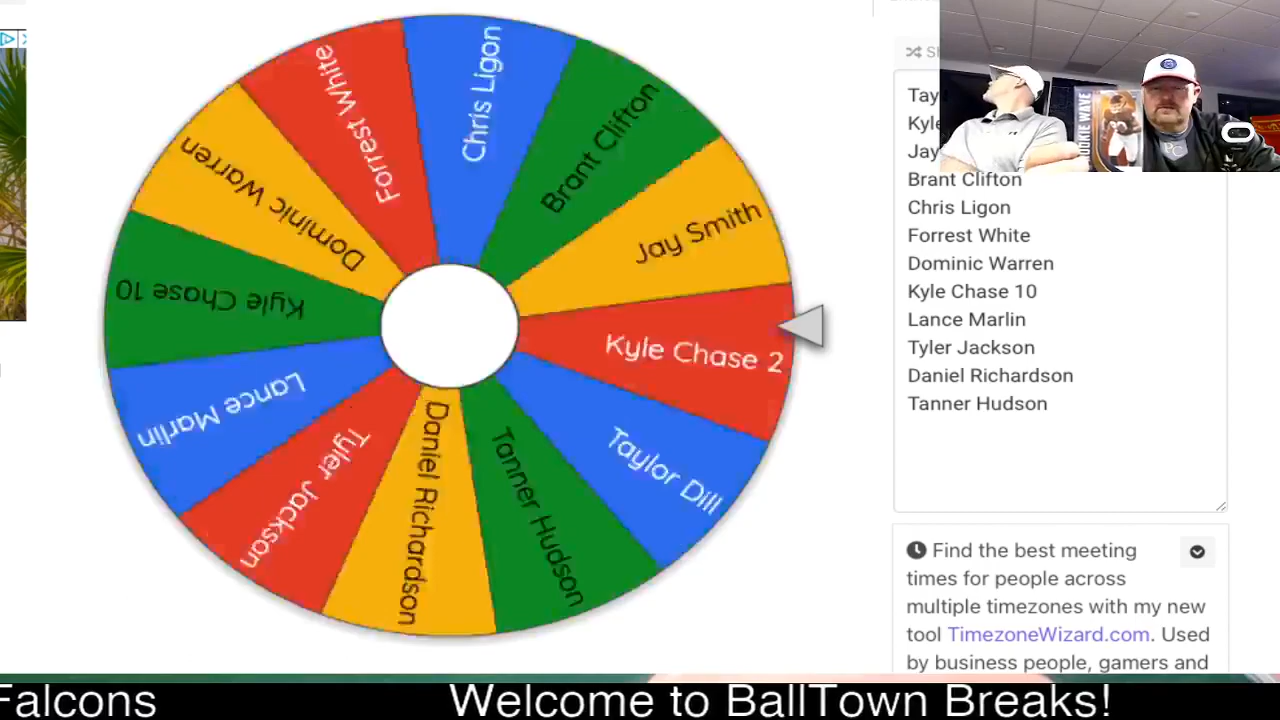 Chris Ligon
Brant Clifton
Jay Smith
Kyle Chase 2
Taylor Dill
Tanner Hudson
Daniel Richardson
Tyler Jackson
Lance Marlin
Kyle Chase 10
Dominic Warren
Forrest White
Tay
Kyle
Jay
Brant Clifton
Chris Ligon
Forrest White
Dominic Warren
Kyle Chase 10
Lance Marlin
Tyler Jackson
Daniel Richardson
Tanner Hudson
WAVE
Find the best meeting
times for people across
multiple timezones with my new
tool TimezoneWizard.com. Used
by business people, gamers and
Falcons
Welcome to BallTown Breaks!